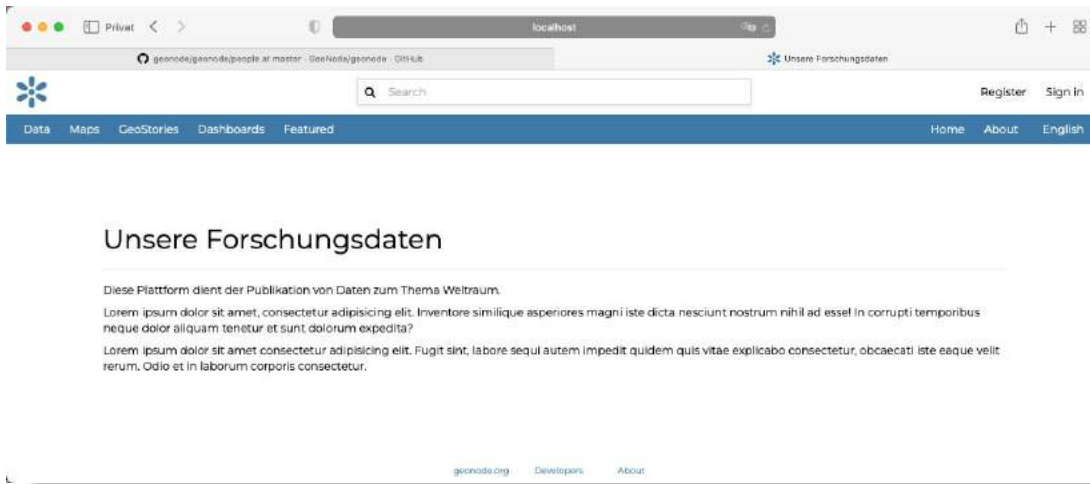 Privat
localhost
geonode/geonode/people at master · GeoNode/geonode · GitHub
Unsere Forschungsdaten
Search
Register Sign in
Data Maps GeoStories Dashboards Featured
Home About English
Unsere Forschungsdaten
Diese Plattform dient der Publikation von Daten zum Thema Weltraum.
Lorem ipsum dolor sit amet, consectetur adipisicing elit. Inventore similique asperiores magni iste dicta nesciunt nostrum nihil ad esse! In corrupti temporibus
neque dolor aliquam tenetur et sunt dolorum expedita?
Lorem ipsum dolor sit amet consectetur adipisicing elit. Fugit sint, labore sequi autem impedit quidem quis vitae explicabo consectetur, obcaecati iste eaque velit
rerum. Odio et in laborum corporis consectetur.
geonode.org Developers About